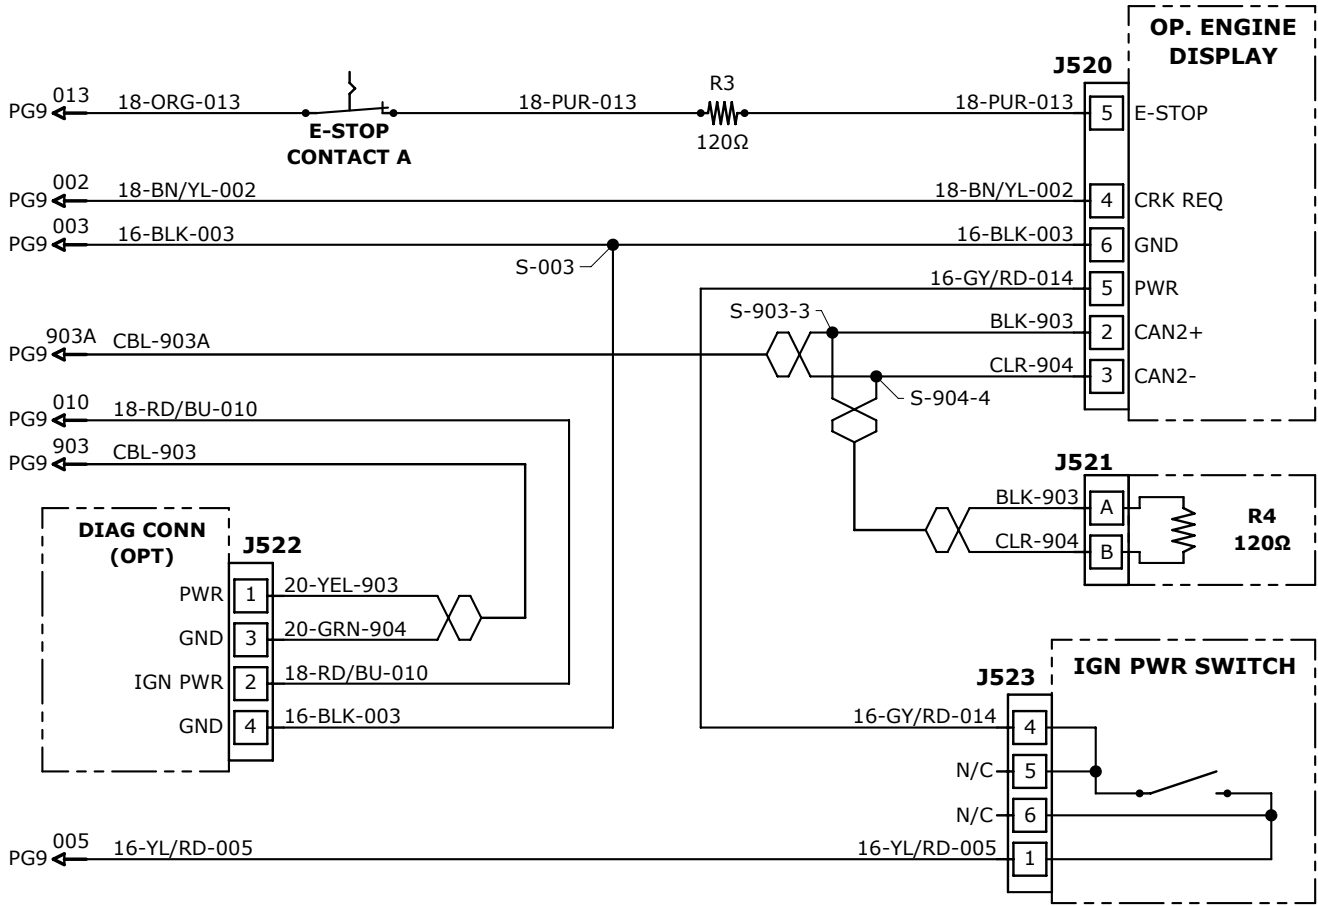 OP. ENGINE
DISPLAY
J520
PG9 013 18-ORG-013
E-STOP
CONTACT A
18-PUR-013
R3
120Ω
18-PUR-013 5 E-STOP
PG9 002 18-BN/YL-002 18-BN/YL-002 4 CRK REQ
PG9 003 16-BLK-003 16-BLK-003 6 GND
S-003
16-GY/RD-014 5 PWR
S-903-3
BLK-903 2 CAN2+
PG9 903A CBL-903A
CLR-904 3 CAN2-
S-904-4
PG9 010 18-RD/BU-010
PG9 903 CBL-903
J521
BLK-903 A
CLR-904 B
R4
120Ω
DIAG CONN
(OPT)
J522
PWR 1 20-YEL-903
GND 3 20-GRN-904
IGN PWR 2 18-RD/BU-010
GND 4 16-BLK-003
IGN PWR SWITCH
J523
16-GY/RD-014 4
N/C 5
N/C 6
PG9 005 16-YL/RD-005 16-YL/RD-005 1